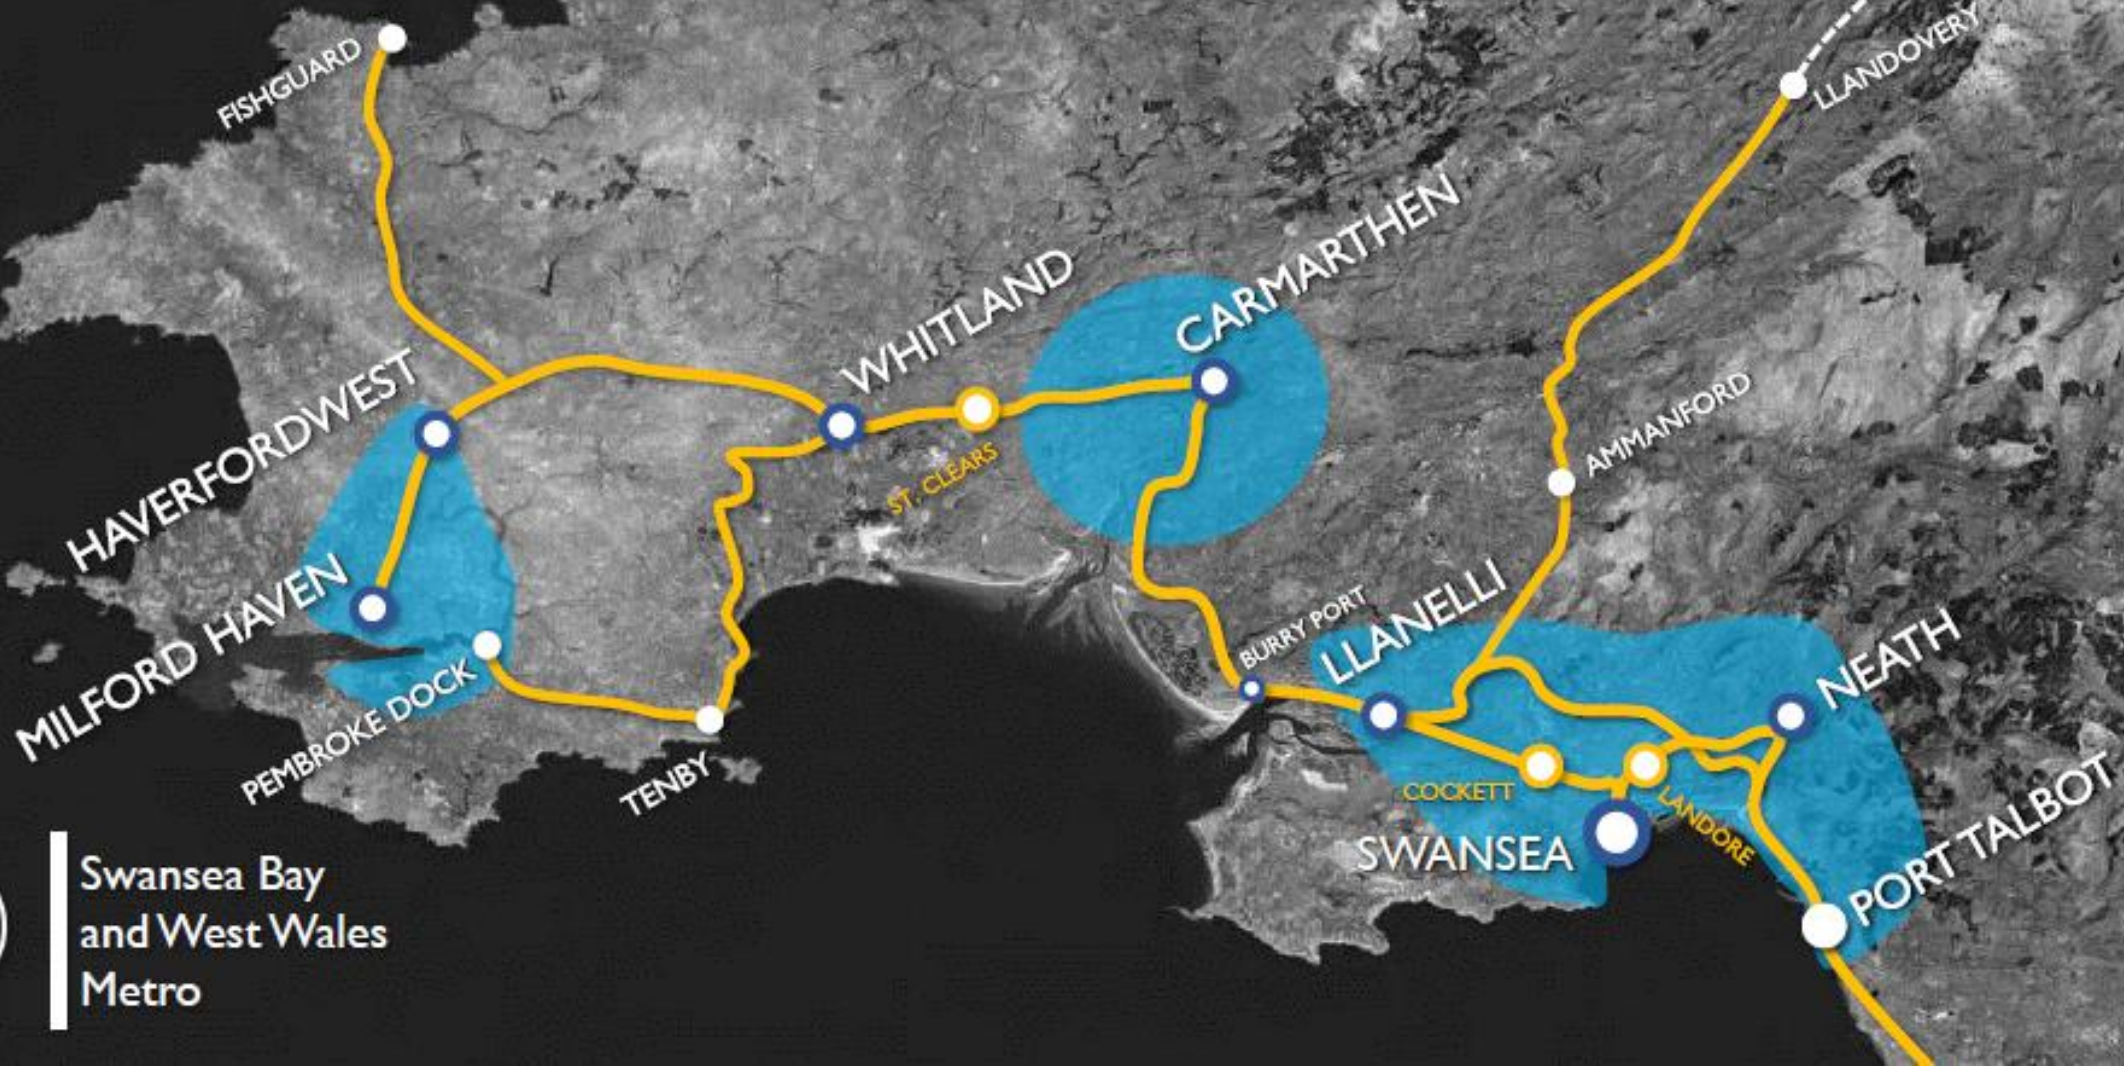 FISHGUARD
LLANDOVERY
CARMARTHEN
WHITLAND
HAVERFORDWEST
ST. CLEARS
AMMANFORD
MILFORD HAVEN
BURRY PORT
LLANELLI
NEATH
PEMBROKE DOCK
TENBY
COCKETT
LANDORE
SWANSEA
PORT TALBOT
Swansea Bay
and West Wales
Metro